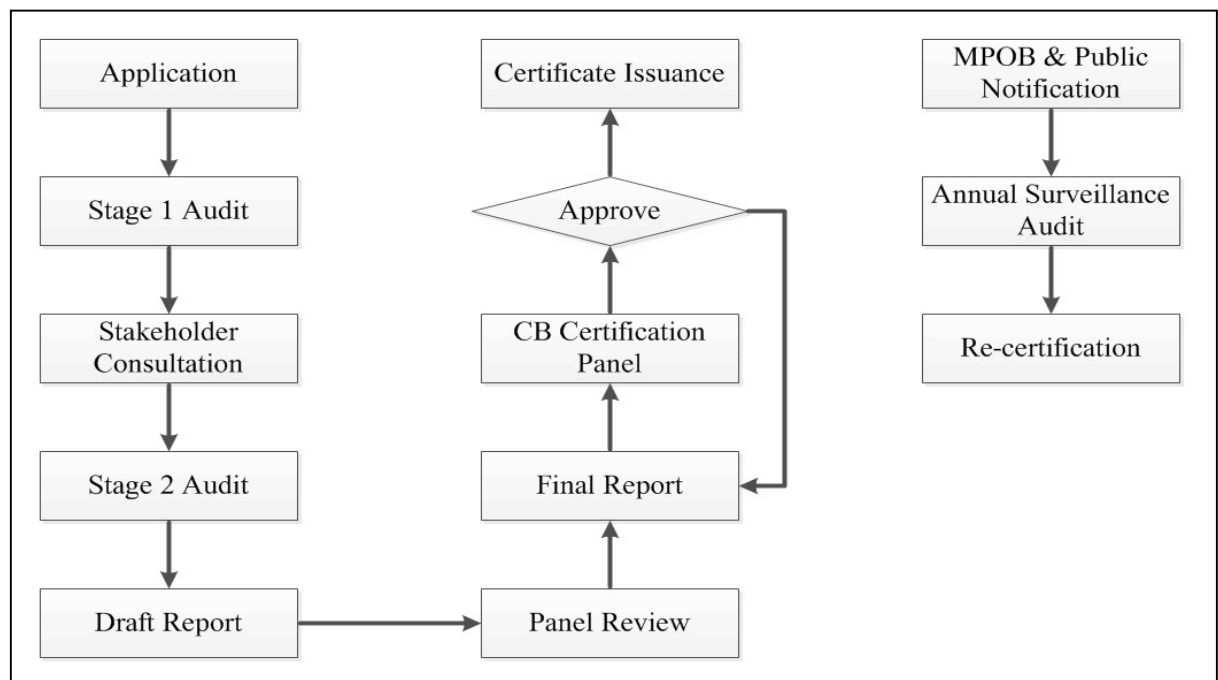 Application
Stage 1 Audit
Stakeholder
Consultation
Stage 2 Audit
Draft Report
Certificate Issuance
Approve
CB Certification
Panel
Final Report
Panel Review
MPOB & Public
Notification
Annual Surveillance
Audit
Re-certification